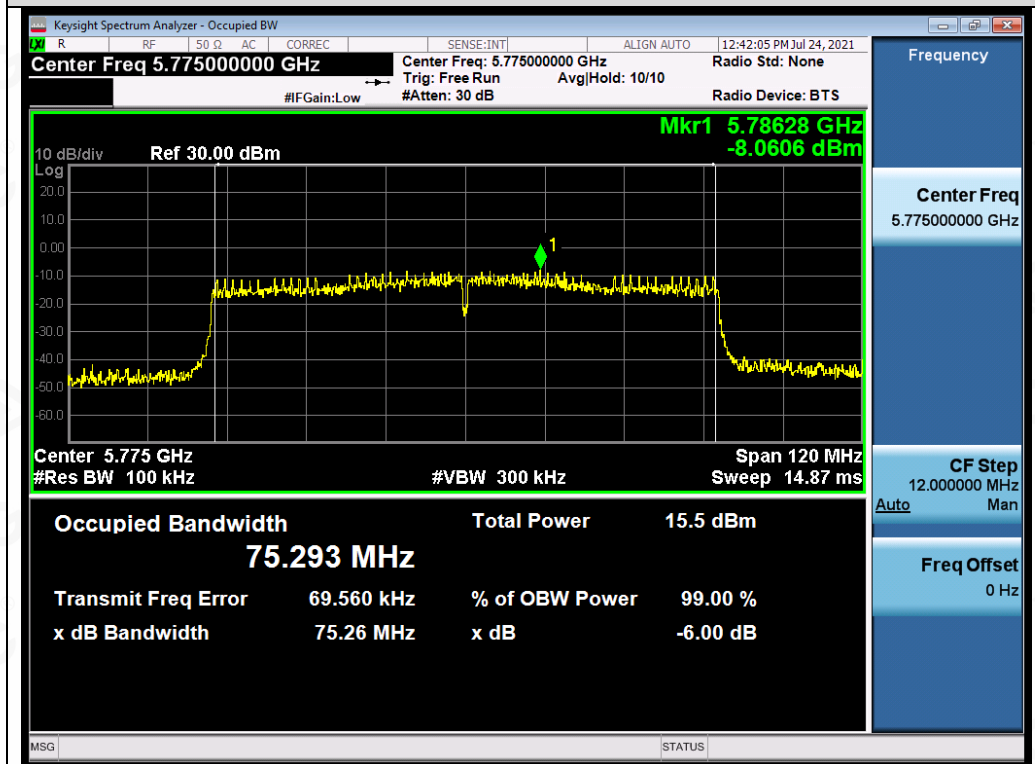 Keysight Spectrum Analyzer - Occupied BW
LXI R RF 50 Ω AC CORREC SENSE:INT ALIGN AUTO 12:42:05 PM Jul 24, 2021
Center Freq 5.775000000 GHz
Center Freq: 5.775000000 GHz Radio Std: None
Trig: Free Run Avg|Hold: 10/10
#IFGain:Low #Atten: 30 dB Radio Device: BTS
Mkr1 5.78628 GHz
-8.0606 dBm
10 dB/div Ref 30.00 dBm
Log
20.0
10.0
0.00
-10.0
-20.0
-30.0
-40.0
-50.0
-60.0
1
Center 5.775 GHz Span 120 MHz
#Res BW 100 kHz #VBW 300 kHz Sweep 14.87 ms
Occupied Bandwidth Total Power 15.5 dBm
75.293 MHz
Transmit Freq Error 69.560 kHz % of OBW Power 99.00 %
x dB Bandwidth 75.26 MHz x dB -6.00 dB
Frequency
Center Freq
5.775000000 GHz
CF Step
12.000000 MHz
Auto Man
Freq Offset
0 Hz
MSG STATUS